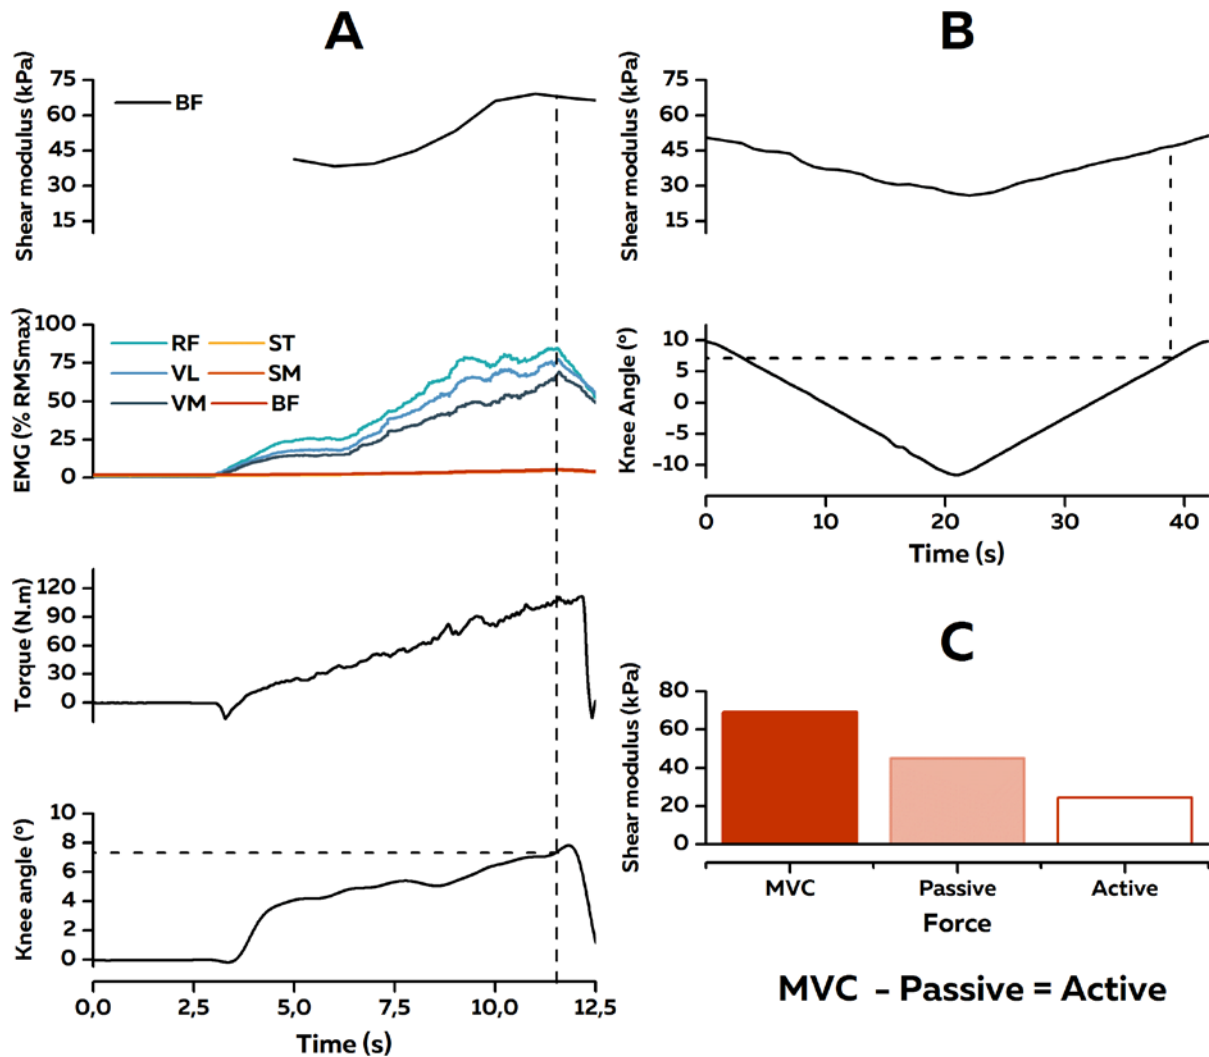 A
Shear modulus (kPa)
75
60
45
30
15
BF
EMG (% RMSmax)
100
75
50
25
0
RF ST
VL SM
VM BF
Torque (N.m)
120
90
60
30
0
Knee angle (º)
10
8
6
4
2
0
0,0 2,5 5,0 7,5 10,0 12,5
Time (s)
B
Shear modulus (kPa)
75
60
45
30
15
Knee Angle (º)
10
5
0
-5
-10
0 10 20 30 40
Time (s)
C
Shear modulus (kPa)
80
60
40
20
0
MVC Passive Active
Force
MVC - Passive = Active